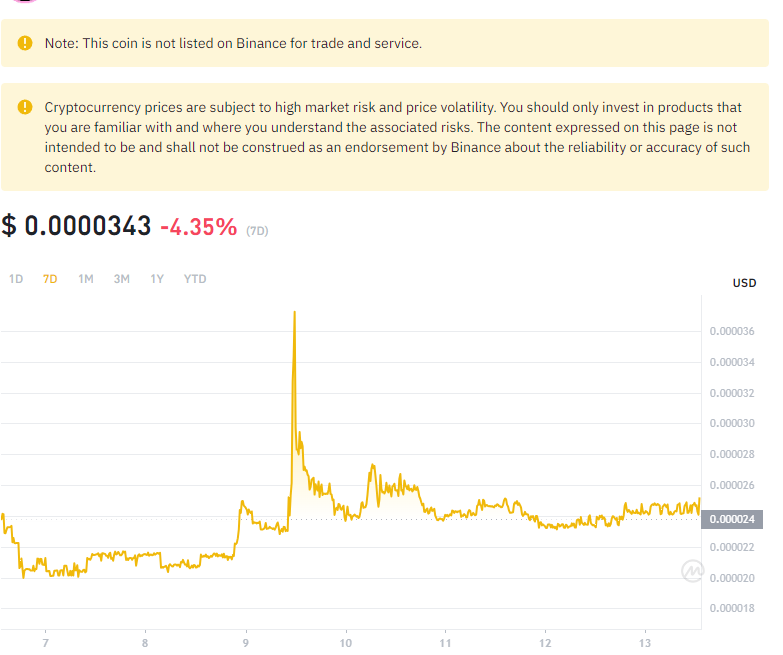 Note: This coin is not listed on Binance for trade and service.
Cryptocurrency prices are subject to high market risk and price volatility. You should only invest in products that
you are familiar with and where you understand the associated risks. The content expressed on this page is not
intended to be and shall not be construed as an endorsement by Binance about the reliability or accuracy of such
content.
$ 0.0000343 -4.35% (7D)
1D 7D 1M 3M 1Y YTD
USD
0.000036
0.000034
0.000032
0.000030
0.000028
0.000026
0.000024
0.000022
0.000020
0.000018
7 8 9 10 11 12 13